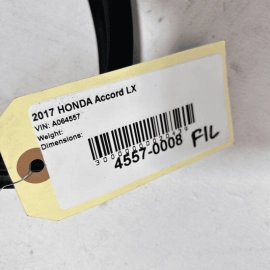 2017 HONDA Accord LX
VIN: A064557
Weight:
Dimensions:
4557-0008
FIL